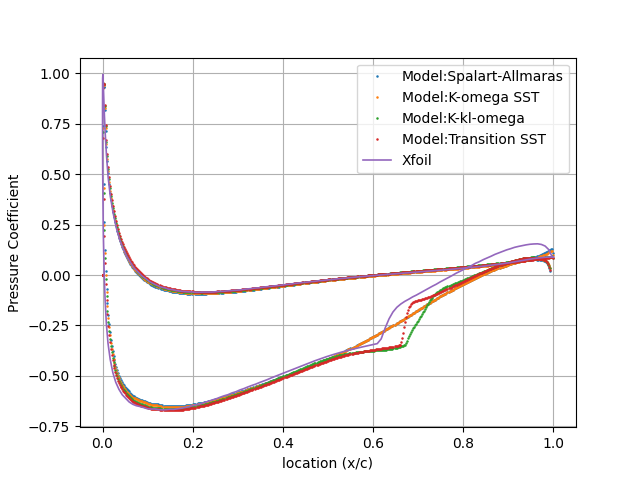 1.00
0.75
0.50
0.25
0.00
−0.25
−0.50
−0.75
Pressure Coefficient
Model:Spalart-Allmaras
Model:K-omega SST
Model:K-kl-omega
Model:Transition SST
Xfoil
0.0 0.2 0.4 0.6 0.8 1.0
location (x/c)